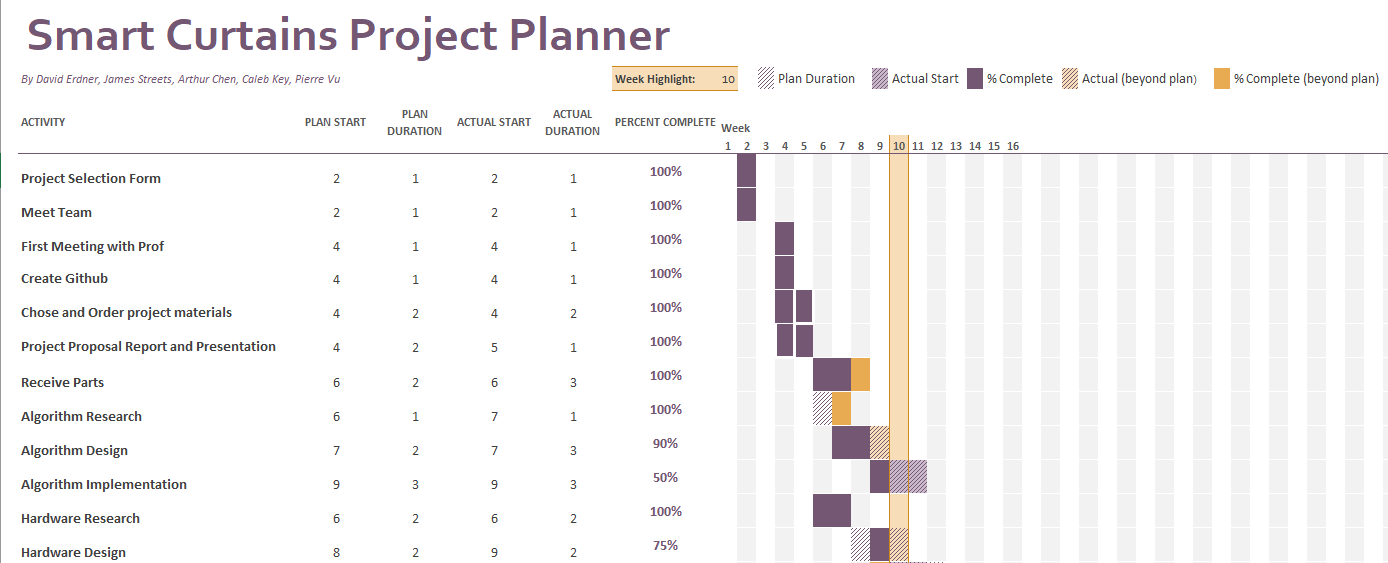 Smart Curtains Project Planner
By David Erdner, James Streets, Arthur Chen, Caleb Key, Pierre Vu
Week Highlight: 10 Plan Duration Actual Start % Complete Actual (beyond plan) % Complete (beyond plan)
ACTIVITY PLAN START PLAN DURATION ACTUAL START ACTUAL DURATION PERCENT COMPLETE Week
1 2 3 4 5 6 7 8 9 10 11 12 13 14 15 16
Project Selection Form 2 1 2 1 100%
Meet Team 2 1 2 1 100%
First Meeting with Prof 4 1 4 1 100%
Create Github 4 1 4 1 100%
Chose and Order project materials 4 2 4 2 100%
Project Proposal Report and Presentation 4 2 5 1 100%
Receive Parts 6 2 6 3 100%
Algorithm Research 6 1 7 1 100%
Algorithm Design 7 2 7 3 90%
Algorithm Implementation 9 3 9 3 50%
Hardware Research 6 2 6 2 100%
Hardware Design 8 2 9 2 75%